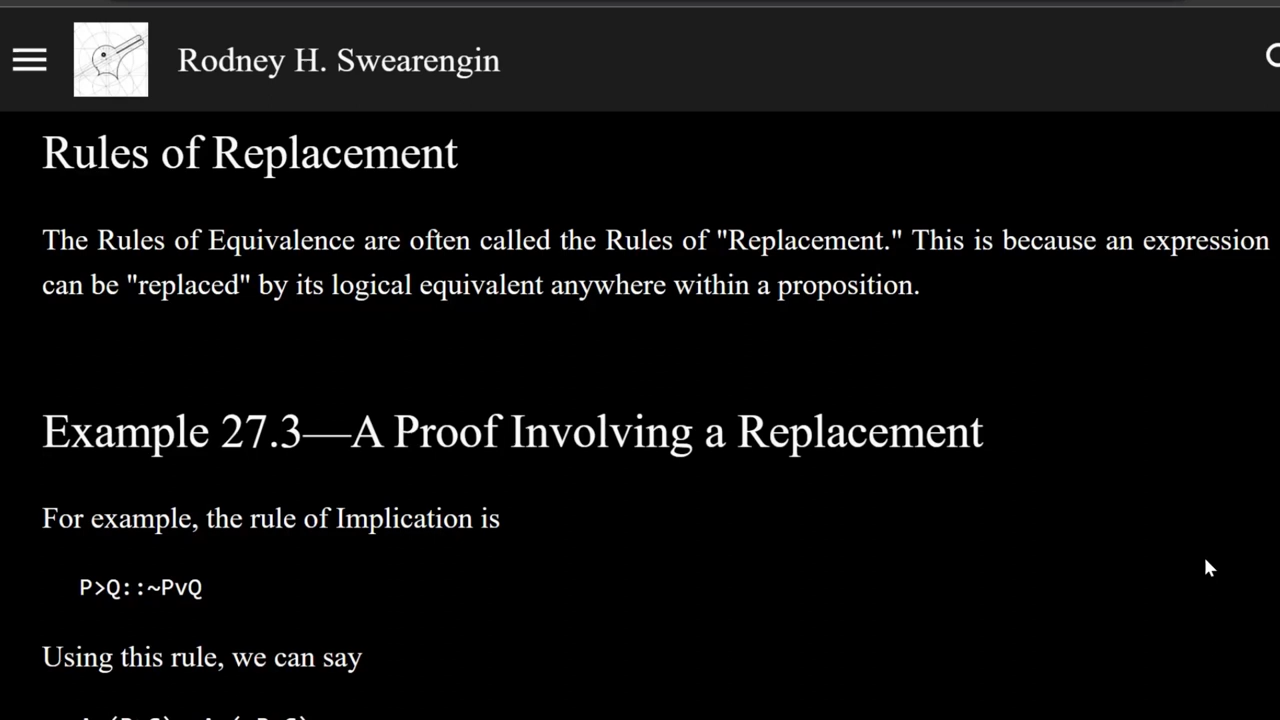 Rodney H. Swearengin
Rules of Replacement
The Rules of Equivalence are often called the Rules of "Replacement." This is because an expression
can be "replaced" by its logical equivalent anywhere within a proposition.
Example 27.3—A Proof Involving a Replacement
For example, the rule of Implication is
P>Q::~PvQ
Using this rule, we can say